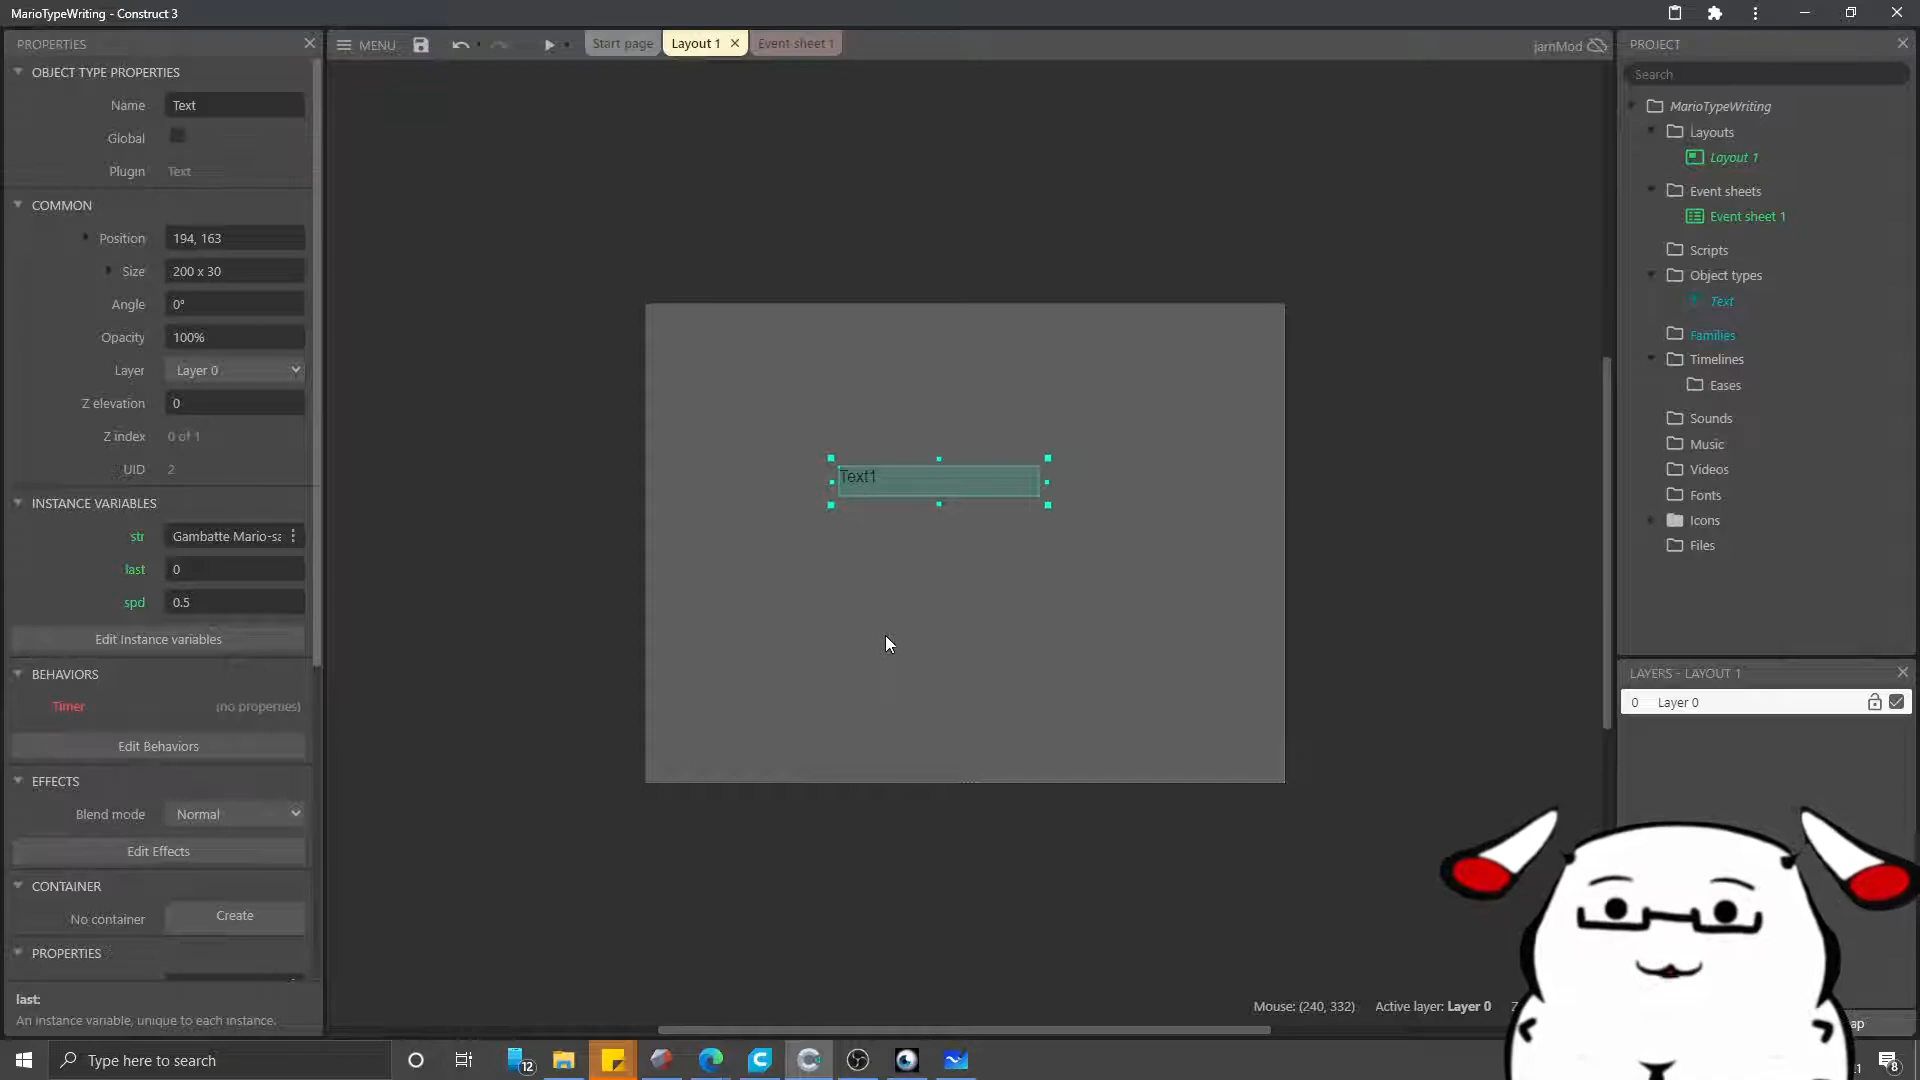 MarioTypeWriting - Construct 3
PROPERTIES
OBJECT TYPE PROPERTIES
Name Text
Global
Plugin Text
COMMON
Position 194, 163
Size 200 x 30
Angle 0°
Opacity 100%
Layer Layer 0
Z elevation 0
Z index 0 of 1
UID 2
INSTANCE VARIABLES
str Gambatte Mario-sa
last 0
spd 0.5
Edit Instance variables
BEHAVIORS
Timer (no properties)
Edit Behaviors
EFFECTS
Blend mode Normal
Edit Effects
CONTAINER
No container Create
PROPERTIES
last:
An instance variable, unique to each instance.
MENU
Start page
Layout 1
Event sheet 1
jarnMod
Text1
Mouse: (240, 332) Active layer: Layer 0 Z
PROJECT
Search
MarioTypeWriting
Layouts
Layout 1
Event sheets
Event sheet 1
Scripts
Object types
Text
Families
Timelines
Eases
Sounds
Music
Videos
Fonts
Icons
Files
LAYERS - LAYOUT 1
0 Layer 0
ap
Type here to search
12
8